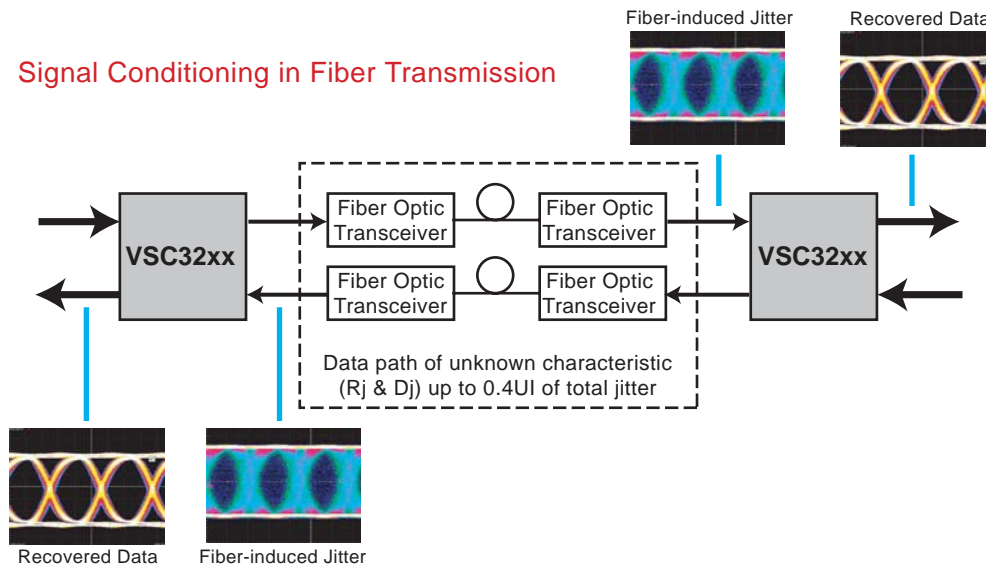 Fiber-induced Jitter
Recovered Data
Signal Conditioning in Fiber Transmission
VSC32xx
Fiber Optic
Transceiver
Fiber Optic
Transceiver
VSC32xx
Fiber Optic
Transceiver
Fiber Optic
Transceiver
Data path of unknown characteristic
(Rj & Dj) up to 0.4UI of total jitter
Recovered Data
Fiber-induced Jitter